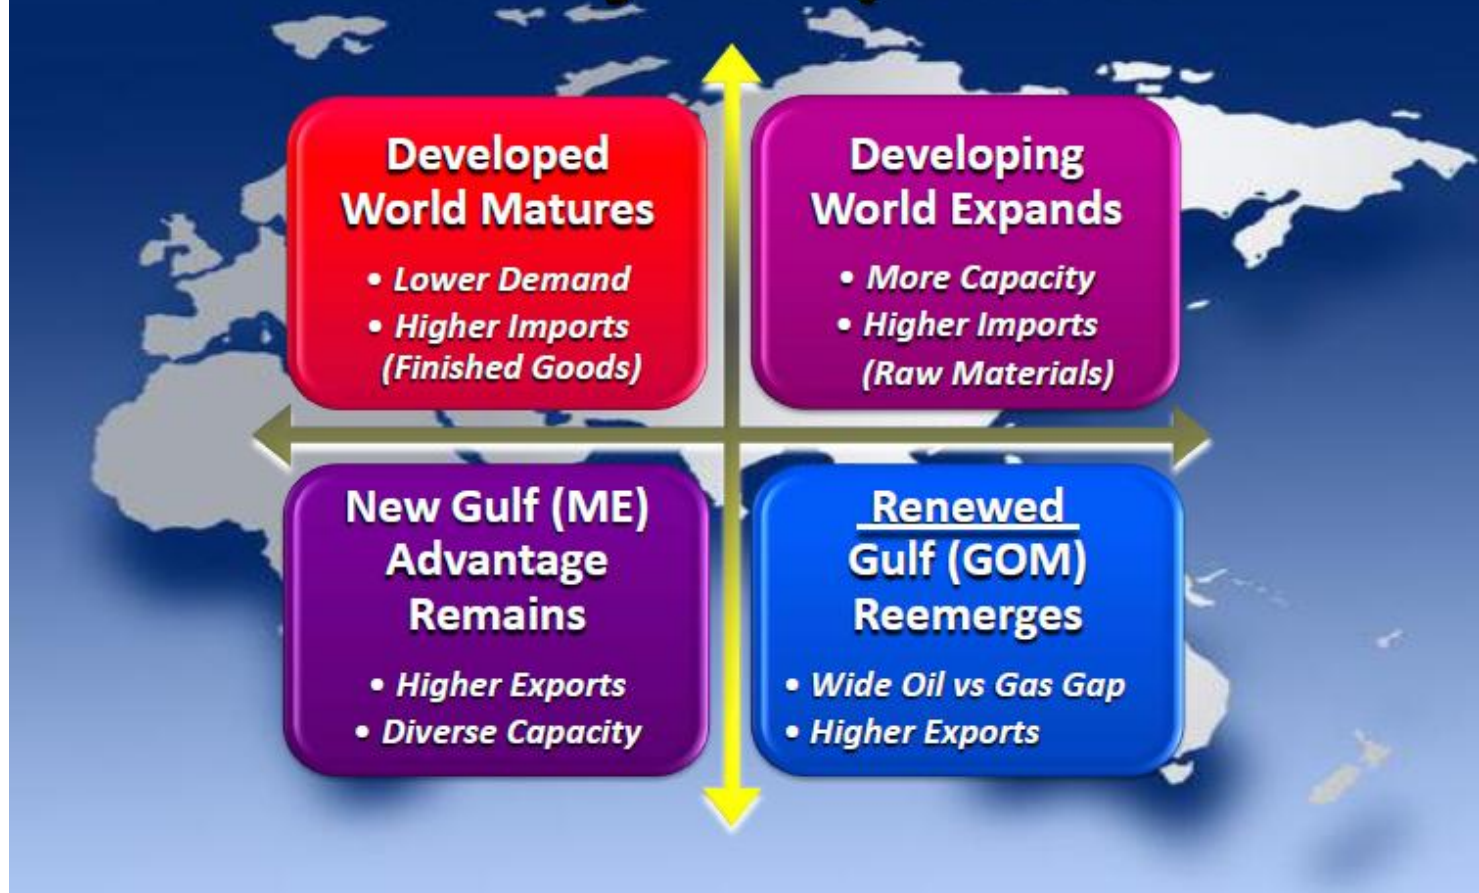 Developed
World Matures
• Lower Demand
• Higher Imports
(Finished Goods)
Developing
World Expands
• More Capacity
• Higher Imports
(Raw Materials)
New Gulf (ME)
Advantage
Remains
• Higher Exports
• Diverse Capacity
Renewed
Gulf (GOM)
Reemerges
• Wide Oil vs Gas Gap
• Higher Exports